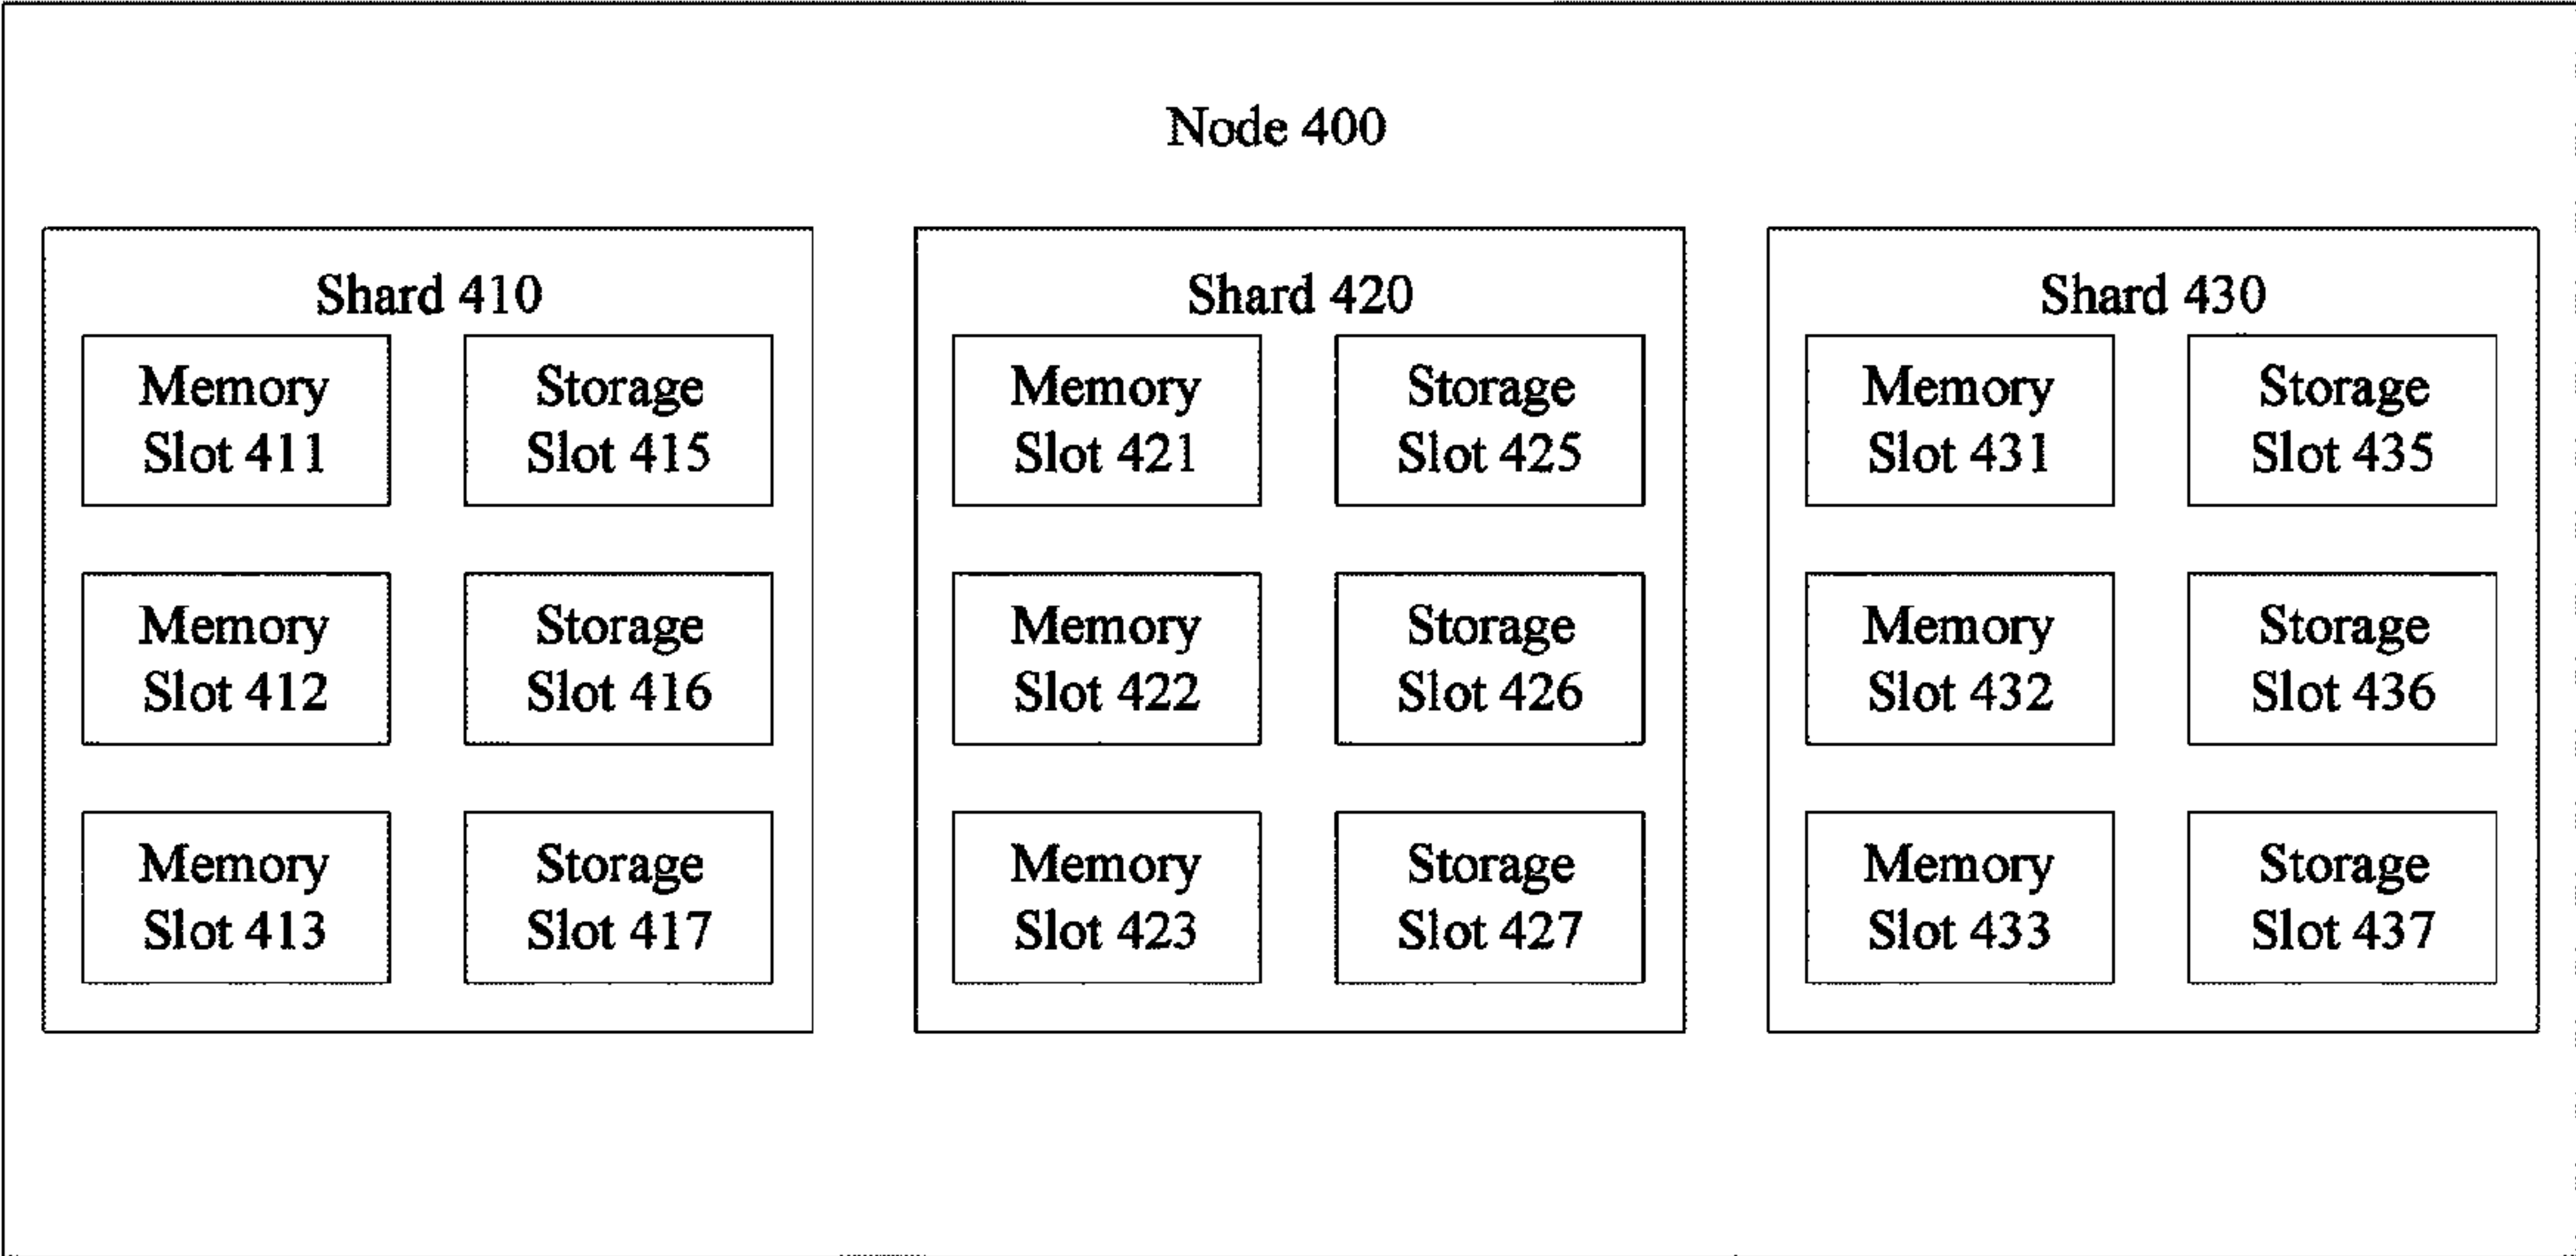 Node 400
Shard 410
Memory
Slot 411
Storage
Slot 415
Memory
Slot 412
Storage
Slot 416
Memory
Slot 413
Storage
Slot 417
Shard 420
Memory
Slot 421
Storage
Slot 425
Memory
Slot 422
Storage
Slot 426
Memory
Slot 423
Storage
Slot 427
Shard 430
Memory
Slot 431
Storage
Slot 435
Memory
Slot 432
Storage
Slot 436
Memory
Slot 433
Storage
Slot 437